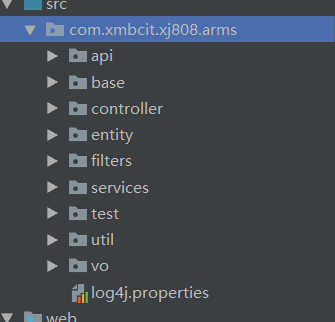 src
com.xmbcit.xj808.arms
api
base
controller
entity
filters
services
test
util
vo
log4j.properties
web